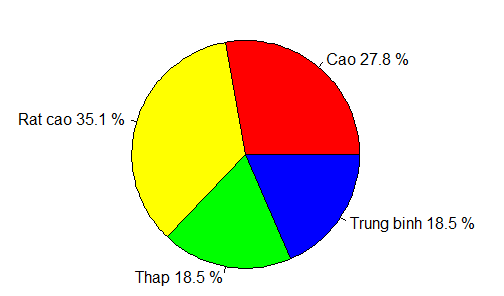 Cao 27.8 %
Rat cao 35.1 %
Trung binh 18.5 %
Thap 18.5 %